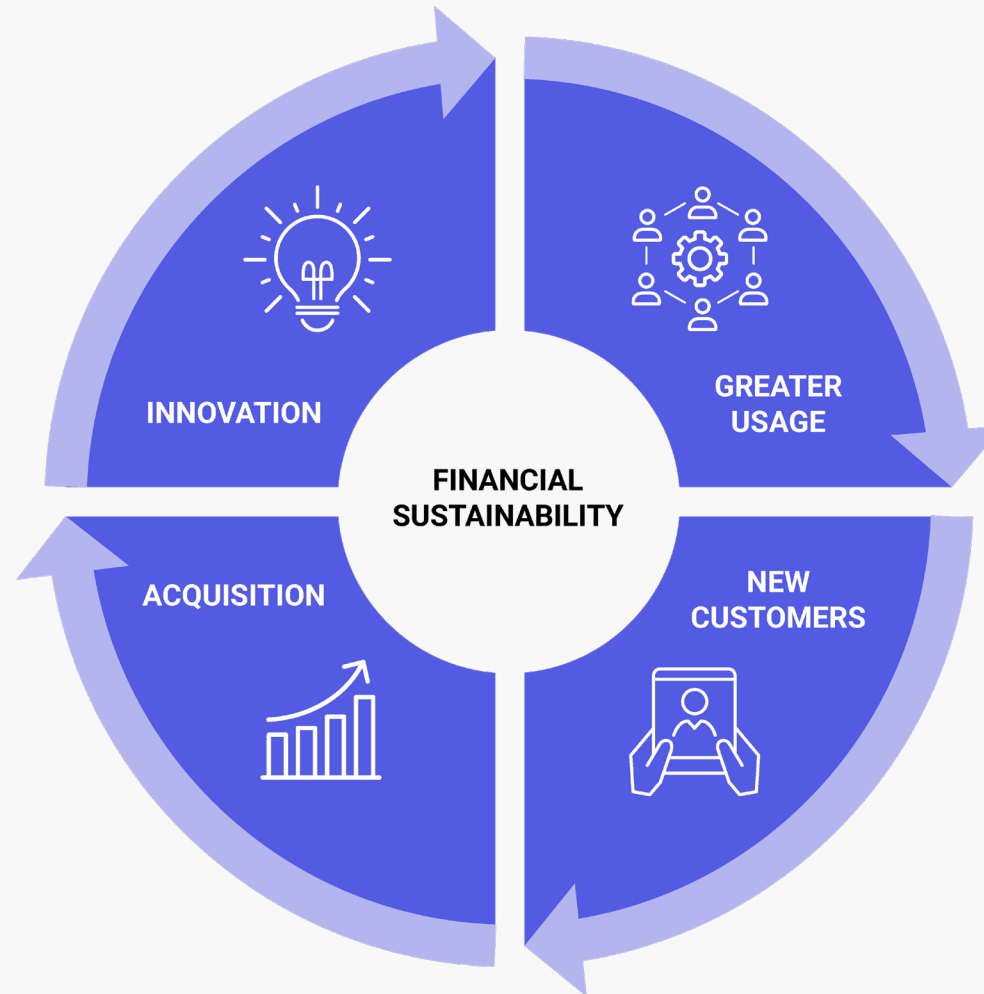 INNOVATION
GREATER
USAGE
FINANCIAL
SUSTAINABILITY
ACQUISITION
NEW
CUSTOMERS